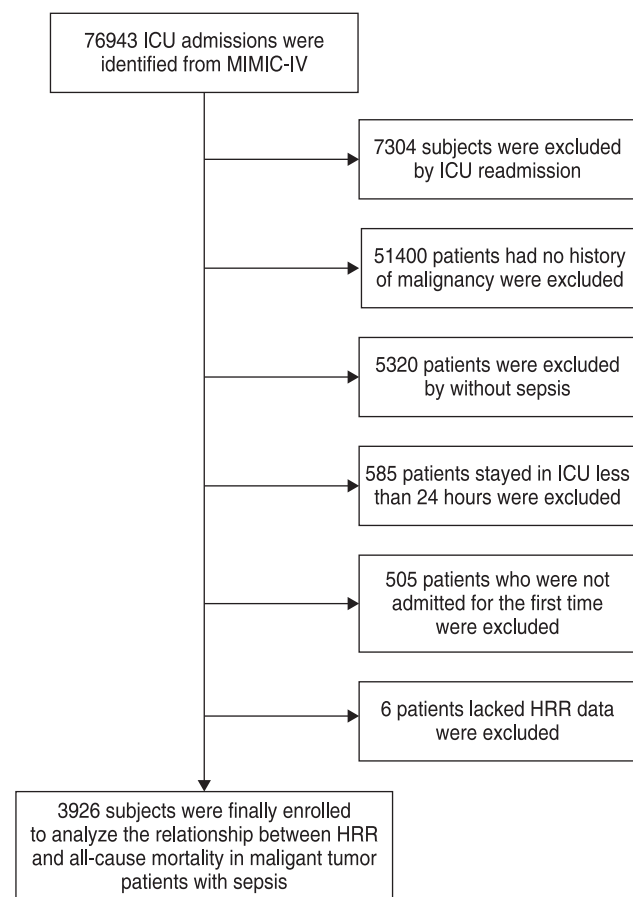 76943 ICU admissions were
identified from MIMIC-IV
7304 subjects were excluded
by ICU readmission
51400 patients had no history
of malignancy were excluded
5320 patients were excluded
by without sepsis
585 patients stayed in ICU less
than 24 hours were excluded
505 patients who were not
admitted for the first time
were excluded
6 patients lacked HRR data
were excluded
3926 subjects were finally enrolled
to analyze the relationship between HRR
and all-cause mortality in maligant tumor
patients with sepsis